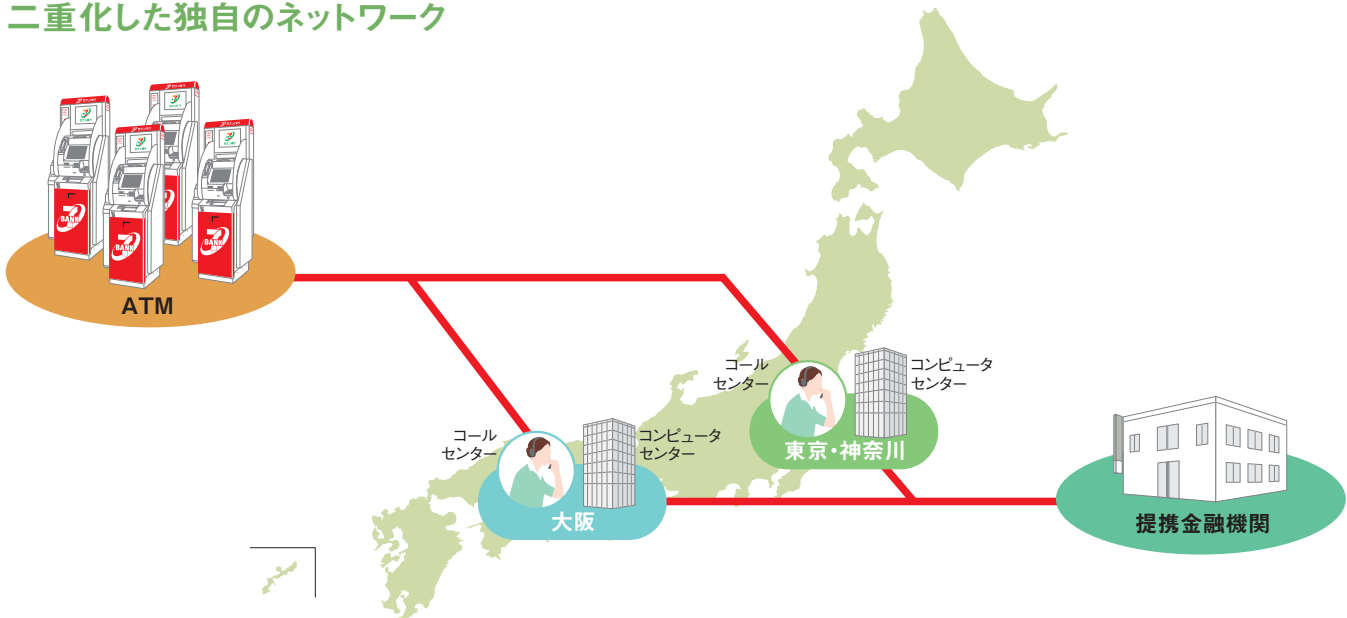 二重化した独自のネットワーク
BANK
BANK
BANK
ATM
コール
センター
コンピュータ
センター
東京・神奈川
コール
センター
コンピュータ
センター
大阪
提携金融機関